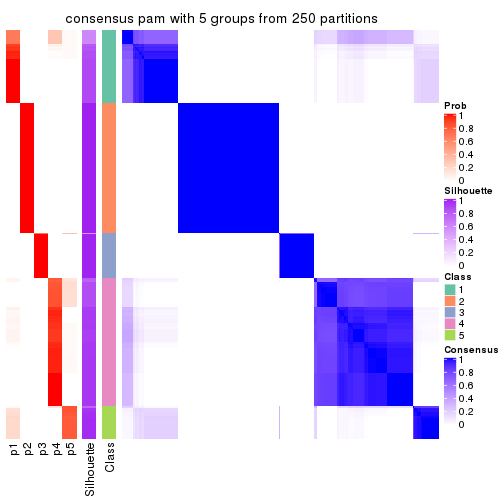 consensus pam with 5 groups from 250 partitions
Prob
1
0.8
0.6
0.4
0.2
0
Silhouette
1
0.8
0.6
0.4
0.2
0
Class
1
2
3
4
5
Consensus
1
0.8
0.6
0.4
0.2
0
p1
p2
p3
p4
p5
Silhouette
Class